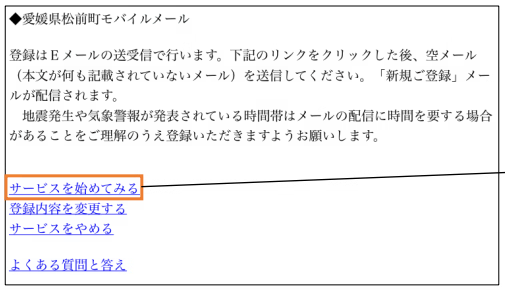 ◆愛媛県松前町モバイルメール
登録はＥメールの送受信で行います。下記のリンクをクリックした後、空メール
（本文が何も記載されていないメール）を送信してください。「新規ご登録」メー
ルが配信されます。
　地震発生や気象警報が発表されている時間帯はメールの配信に時間を要する場合
があることをご理解のうえ登録いただきますようお願いします。
サービスを始めてみる
登録内容を変更する
サービスをやめる
よくある質問と答え